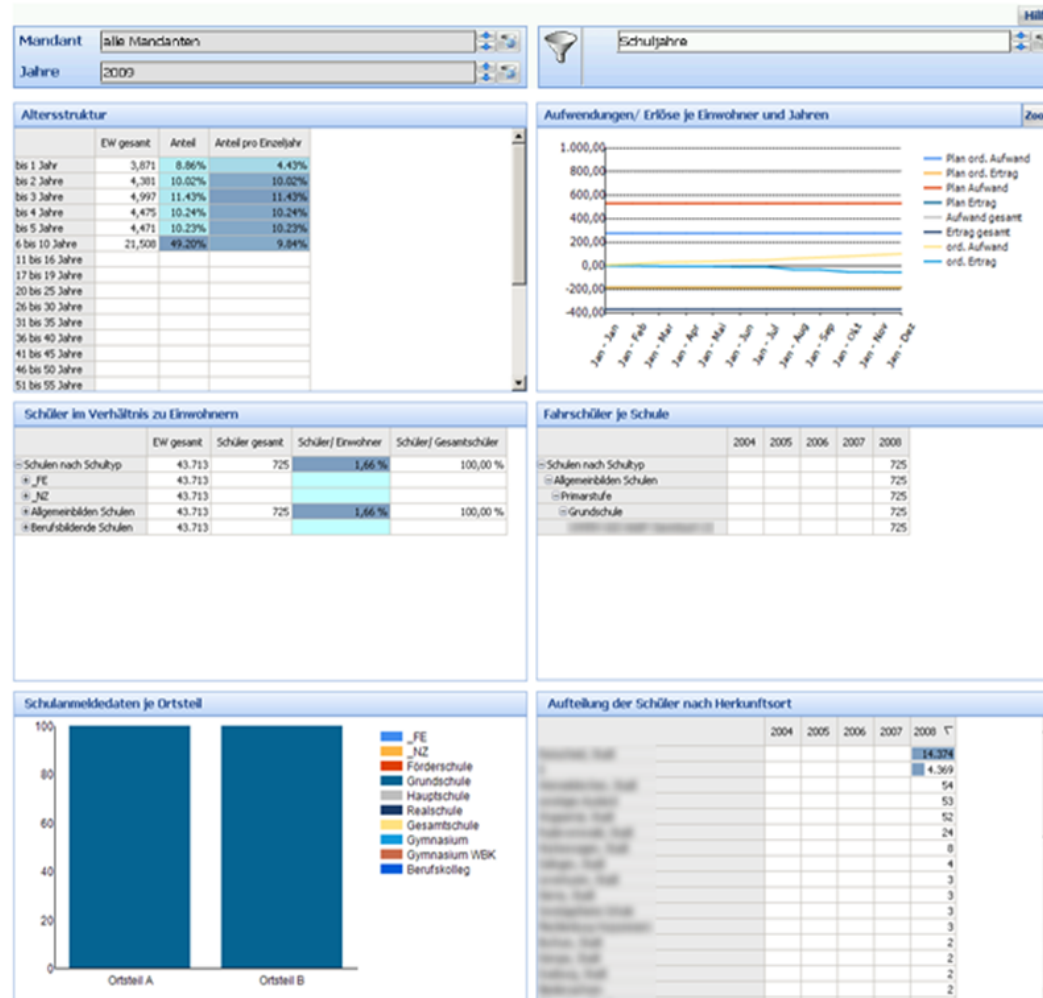 Hilf
Mandant alle Mandanten
Jahre 2009
Schuljahre
Altersstruktur
EW gesamt Anteil Anteil pro Einzeljahr
bis 1 Jahr 3,871 8.86% 4.43%
bis 2 Jahre 4,381 10.02% 10.02%
bis 3 Jahre 4,997 11.43% 11.43%
bis 4 Jahre 4,475 10.24% 10.24%
bis 5 Jahre 4,471 10.23% 10.23%
6 bis 10 Jahre 21,508 49.20% 9.84%
11 bis 16 Jahre
17 bis 19 Jahre
20 bis 25 Jahre
26 bis 30 Jahre
31 bis 35 Jahre
36 bis 40 Jahre
41 bis 45 Jahre
46 bis 50 Jahre
51 bis 55 Jahre
Aufwendungen/ Erlöse je Einwohner und Jahren
Zoo
1.000,00
800,00
600,00
400,00
200,00
0,00
-200,00
-400,00
Jan - Jan
Jan - Feb
Jan - Mar
Jan - Apr
Jan - Mai
Jan - Jun
Jan - Jul
Jan - Aug
Jan - Sep
Jan - Okt
Jan - Nov
Jan - Dez
Plan ord. Aufwand
Plan ord. Ertrag
Plan Aufwand
Plan Ertrag
Aufwand gesamt
Ertrag gesamt
ord. Aufwand
ord. Ertrag
Schüler im Verhältnis zu Einwohnern
EW gesamt Schüler gesamt Schüler/ Einwohner Schüler/ Gesamtschüler
Schulen nach Schultyp 43.713 725 1,66 % 100,00 %
_FE 43.713
_NZ 43.713
Allgemeinbilden Schulen 43.713 725 1,66 % 100,00 %
Berufsbildende Schulen 43.713
Fahrschüler je Schule
2004 2005 2006 2007 2008
Schulen nach Schultyp 725
Allgemeinbilden Schulen 725
Primarstufe 725
Grundschule 725
725
Schulanmeldedaten je Ortsteil
100
80
60
40
20
0
Ortsteil A Ortsteil B
_FE
_NZ
Förderschule
Grundschule
Hauptschule
Realschule
Gesamtschule
Gymnasium
Gymnasium WBK
Berufskolleg
Aufteilung der Schüler nach Herkunftsort
2004 2005 2006 2007 2008
14.374
4.369
54
53
52
24
8
4
3
3
3
3
2
2
2
2